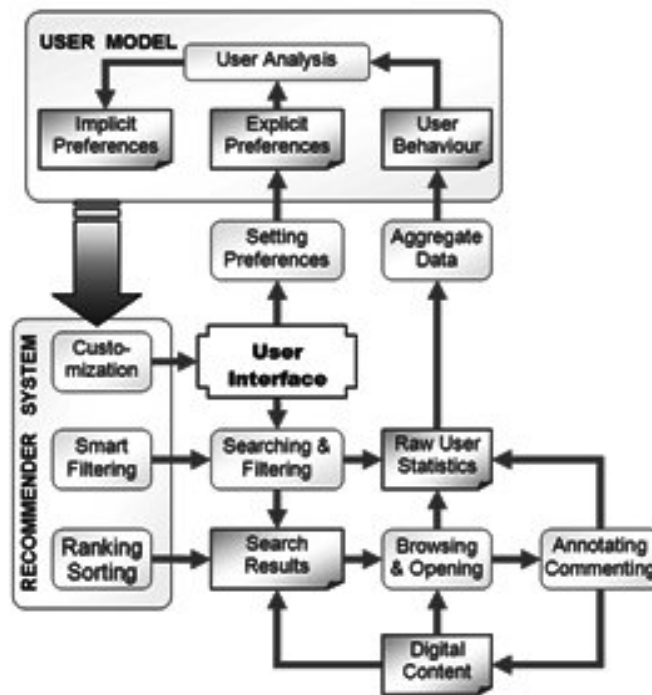 USER MODEL
User Analysis
Implicit
Preferences
Explicit
Preferences
User
Behaviour
Setting
Preferences
Aggregate
Data
RECOMMENDER SYSTEM
Custo-
mization
User
Interface
Smart
Filtering
Searching &
Filtering
Raw User
Statistics
Ranking
Sorting
Search
Results
Browsing
& Opening
Annotating
Commenting
Digital
Content